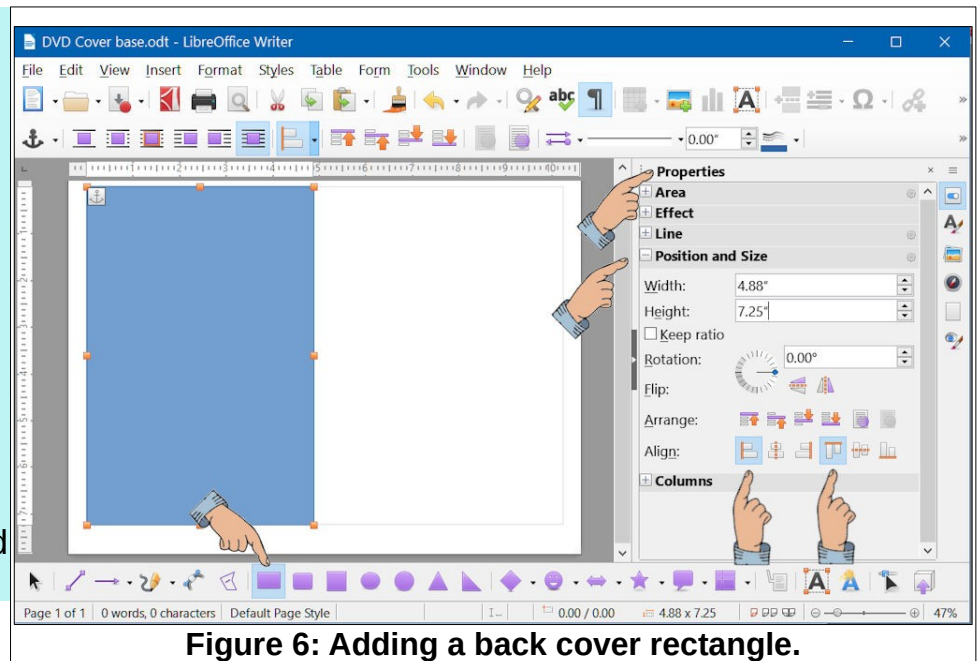 DVD Cover base.odt - LibreOffice Writer
File Edit View Insert Format Styles Table Form Tools Window Help
0.00"
Properties
Area
Effect
Line
Position and Size
Width: 4.88"
Height: 7.25"
Keep ratio
Rotation: 0.00°
Flip:
Arrange:
Align:
Columns
d
Page 1 of 1 0 words, 0 characters Default Page Style 0.00 / 0.00 4.88 x 7.25 47%
Figure 6: Adding a back cover rectangle.